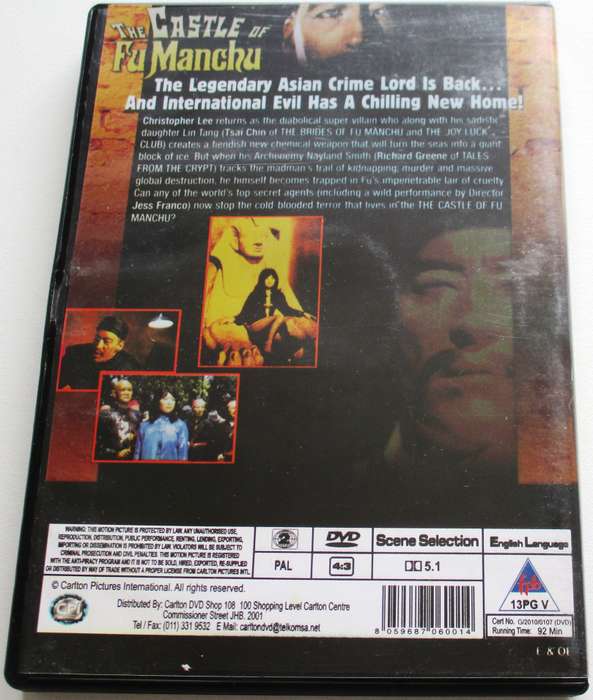 THE CASTLE OF
Fu Manchu
The Legendary Asian Crime Lord Is Back...
And International Evil Has A Chilling New Home!
Christopher Lee returns as the diabolical super villain who along with his sadistic
daughter Lin Tang (Tsai Chin of THE BRIDES OF FU MANCHU and THE JOY LUCK
CLUB) creates a fiendish new chemical weapon that will turn the seas into a giant
block of ice. But when his Archenemy Nayland Smith (Richard Greene of TALES
FROM THE CRYPT) tracks the madman's trail of kidnapping, murder and massive
global destruction, he himself becomes trapped in Fu's impenetrable lair of cruelty
Can any of the world's top secret agents (including a wild performance by Director
Jess Franco) now stop the cold blooded terror that lives in the THE CASTLE OF FU
MANCHU?
WARNING: THIS MOTION PICTURE IS PROTECTED BY LAW. ANY UNAUTHORISED USE,
REPRODUCTION, DISTRIBUTION, PUBLIC PERFORMANCE, RENTING, LENDING, EXPORTING,
IMPORTING OR DISSEMINATION IS PROHIBITED BY LAW. VIOLATORS WILL BE SUBJECT TO
CRIMINAL PROSECUTION AND CIVIL PENALTIES. THIS MOTION PICTURE IS REGISTERED
WITH THE ANTI-PIRACY PROGRAM AND IT IS NOT TO BE SOLD, HIRED, EXPORTED, RE-SUPPLIED
OR DISTRIBUTED BY WAY OF TRADE WITHOUT A PROPER LICENSE FROM CARLTON PICTURES INTL.
2
DVD
Scene Selection
English Language
PAL
4:3
5.1
fpb
13PG V
© Carlton Pictures International. All rights reserved.
CPI
Distributed By: Carlton DVD Shop 108 100 Shopping Level Carlton Centre
Commissioner Street JHB. 2001
Tel / Fax: (011) 331 9532 E Mail: carltondvd@telkomsa.net
8 059687 060014
Cert No. G/2010/0107 (DVD)
Running Time: 92 Min
E & OE